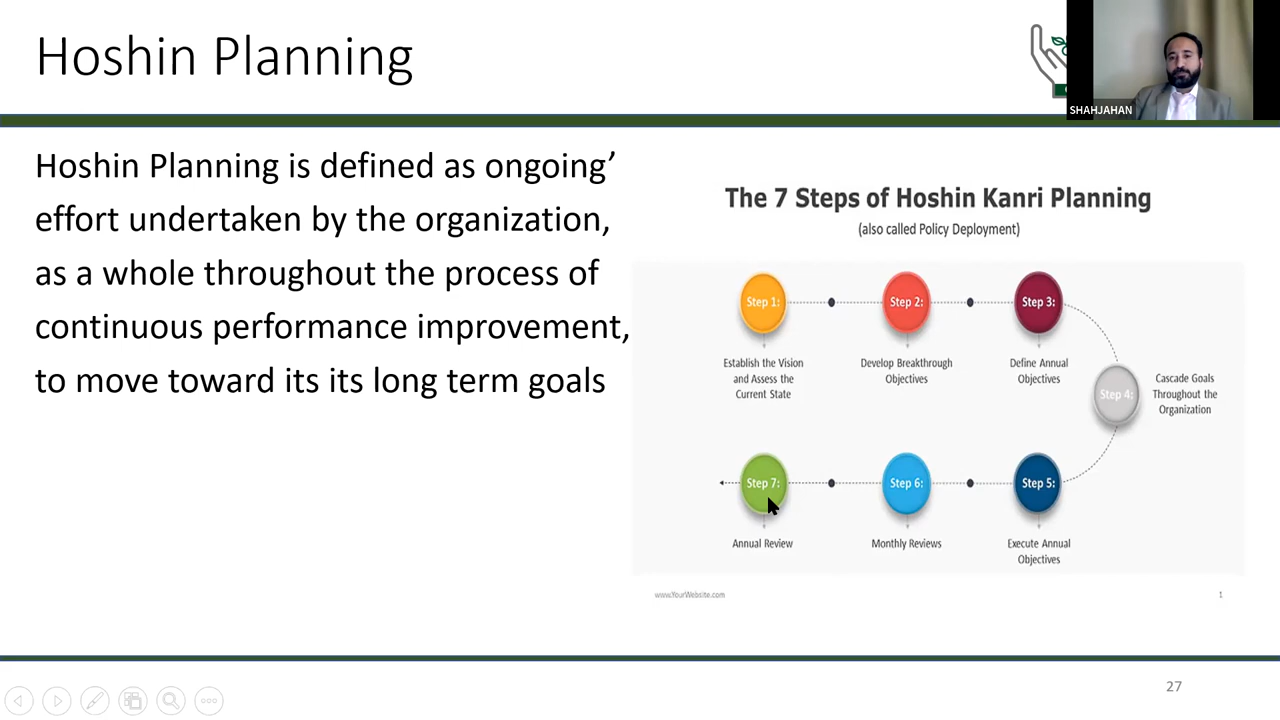 Hoshin Planning
SHAHJAHAN
Hoshin Planning is defined as ongoing’
effort undertaken by the organization,
as a whole throughout the process of
continuous performance improvement,
to move toward its its long term goals
The 7 Steps of Hoshin Kanri Planning
(also called Policy Deployment)
Step 1:
Establish the Vision
and Assess the
Current State
Step 2:
Develop Breakthrough
Objectives
Step 3:
Define Annual
Objectives
Step 4:
Cascade Goals
Throughout the
Organization
Step 5:
Execute Annual
Objectives
Step 6:
Monthly Reviews
Step 7:
Annual Review
www.YourWebsite.com
1
27